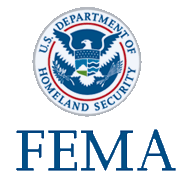 U.S. DEPARTMENT OF
HOMELAND SECURITY
FEMA